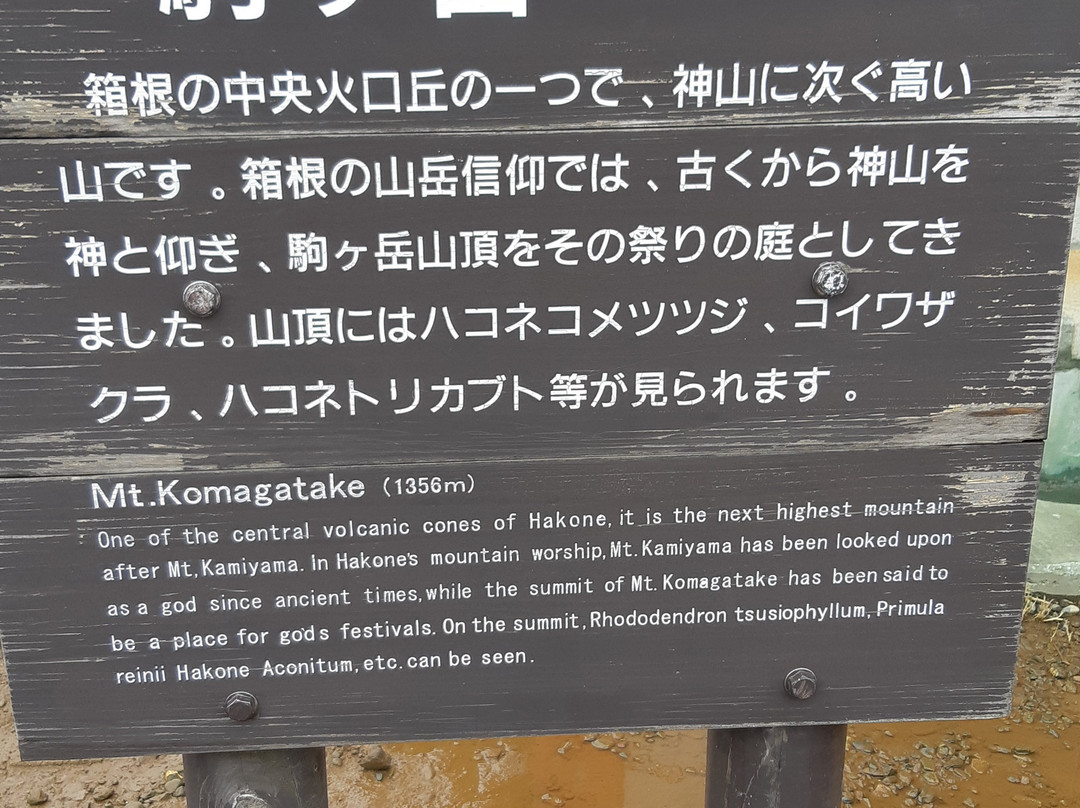 箱根の中央火口丘の一つで、神山に次ぐ高い
山です。箱根の山岳信仰では、古くから神山を
神と仰ぎ、駒ヶ岳山頂をその祭りの庭としてき
ました。山頂にはハコネコメツツジ、コイワザ
クラ、ハコネトリカブト等が見られます。
Mt.Komagatake (1356m)
One of the central volcanic cones of Hakone, it is the next highest mountain
after Mt,Kamiyama. In Hakone's mountain worship, Mt. Kamiyama has been looked upon
as a god since ancient times, while the summit of Mt. Komagatake has been said to
be a place for gods festivals. On the summit, Rhododendron tsusiophyllum, Primula
reinii Hakone Aconitum, etc. can be seen.